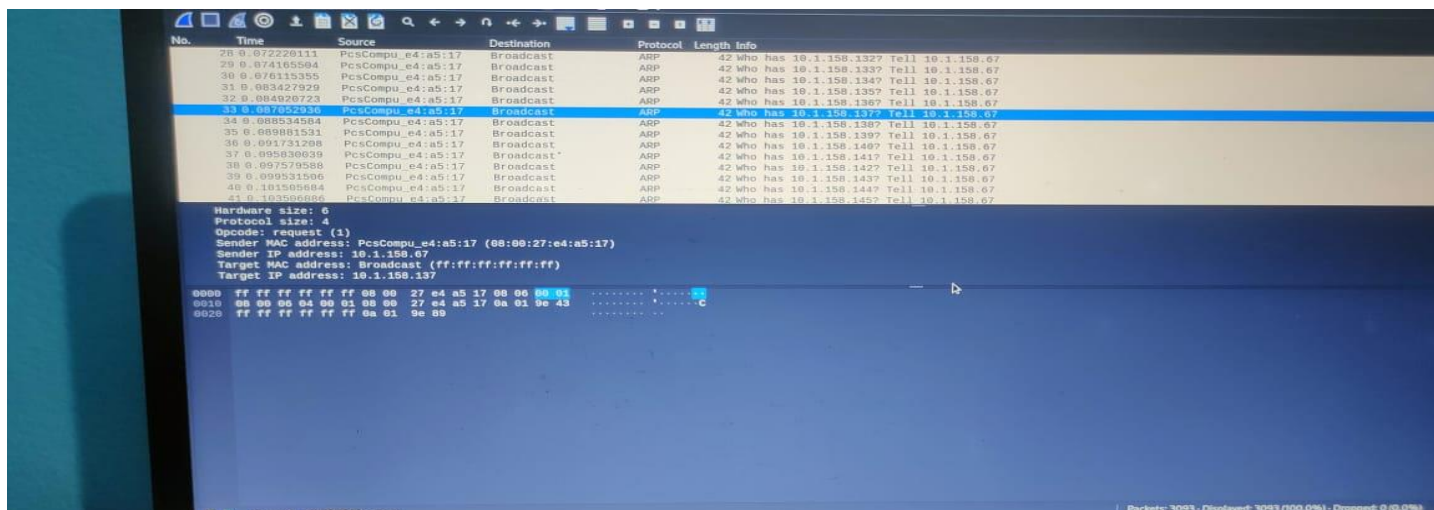 No. Time Source Destination Protocol Length Info
28 0.072220111 PcsCompu_e4:a5:17 Broadcast ARP 42 Who has 10.1.158.132? Tell 10.1.158.67
29 0.074165504 PcsCompu_e4:a5:17 Broadcast ARP 42 Who has 10.1.158.133? Tell 10.1.158.67
30 0.076115355 PcsCompu_e4:a5:17 Broadcast ARP 42 Who has 10.1.158.134? Tell 10.1.158.67
31 0.083427929 PcsCompu_e4:a5:17 Broadcast ARP 42 Who has 10.1.158.135? Tell 10.1.158.67
32 0.084920723 PcsCompu_e4:a5:17 Broadcast ARP 42 Who has 10.1.158.136? Tell 10.1.158.67
33 0.087052936 PcsCompu_e4:a5:17 Broadcast ARP 42 Who has 10.1.158.137? Tell 10.1.158.67
34 0.088534584 PcsCompu_e4:a5:17 Broadcast ARP 42 Who has 10.1.158.138? Tell 10.1.158.67
35 0.089881531 PcsCompu_e4:a5:17 Broadcast ARP 42 Who has 10.1.158.139? Tell 10.1.158.67
36 0.091731208 PcsCompu_e4:a5:17 Broadcast ARP 42 Who has 10.1.158.140? Tell 10.1.158.67
37 0.095830039 PcsCompu_e4:a5:17 Broadcast ARP 42 Who has 10.1.158.141? Tell 10.1.158.67
38 0.097579588 PcsCompu_e4:a5:17 Broadcast ARP 42 Who has 10.1.158.142? Tell 10.1.158.67
39 0.099531506 PcsCompu_e4:a5:17 Broadcast ARP 42 Who has 10.1.158.143? Tell 10.1.158.67
40 0.101505684 PcsCompu_e4:a5:17 Broadcast ARP 42 Who has 10.1.158.144? Tell 10.1.158.67
41 0.103506886 PcsCompu_e4:a5:17 Broadcast ARP 42 Who has 10.1.158.145? Tell 10.1.158.67
Hardware size: 6
Protocol size: 4
Opcode: request (1)
Sender MAC address: PcsCompu_e4:a5:17 (08:00:27:e4:a5:17)
Sender IP address: 10.1.158.67
Target MAC address: Broadcast (ff:ff:ff:ff:ff:ff)
Target IP address: 10.1.158.137
0000 ff ff ff ff ff ff 08 00 27 e4 a5 17 08 06 00 01 ········ '·······
0010 08 00 06 04 00 01 08 00 27 e4 a5 17 0a 01 9e 43 ········ '······C
0020 ff ff ff ff ff ff 0a 01 9e 89 ········ ··
Packets: 3093 · Displayed: 3093 (100.0%) · Dropped: 0 (0.0%)